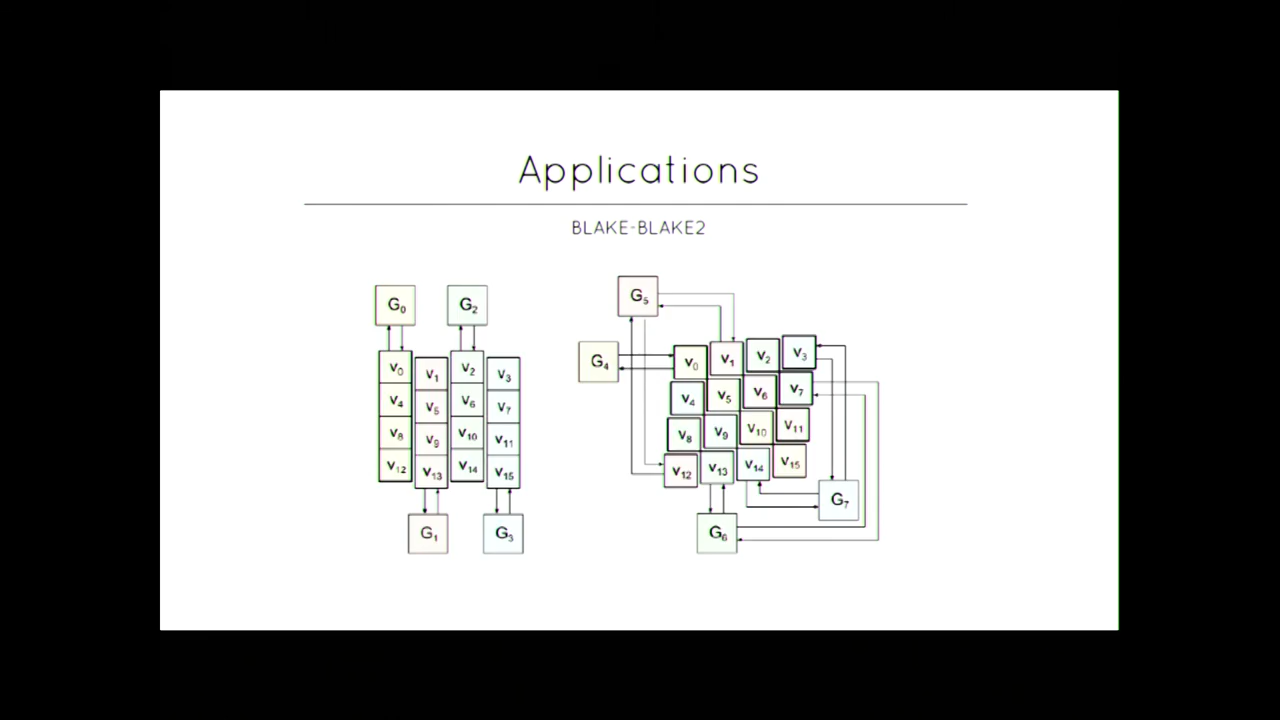 Applications
BLAKE-BLAKE2
G0 G2
v0 v1 v2 v3
v4 v5 v6 v7
v8 v9 v10 v11
v12 v13 v14 v15
G1 G3
G5
G4
v0 v1 v2 v3
v4 v5 v6 v7
v8 v9 v10 v11
v12 v13 v14 v15
G7
G6